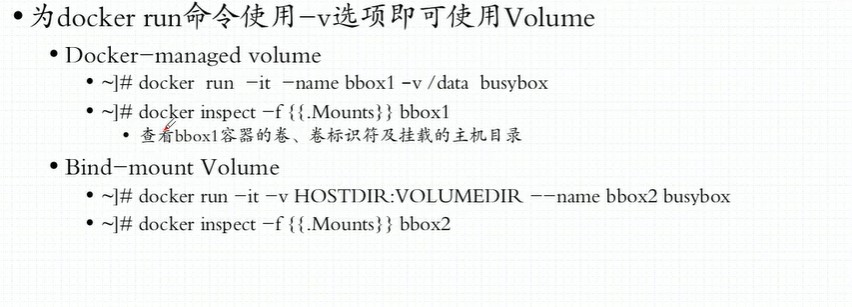 • 为docker run命令使用-v选项即可使用Volume
• Docker-managed volume
• ~]# docker run -it -name bbox1 -v /data busybox
• ~]# docker inspect -f {{.Mounts}} bbox1
• 查看bbox1容器的卷、卷标识符及挂载的主机目录
• Bind-mount Volume
• ~]# docker run -it -v HOSTDIR:VOLUMEDIR --name bbox2 busybox
• ~]# docker inspect -f {{.Mounts}} bbox2